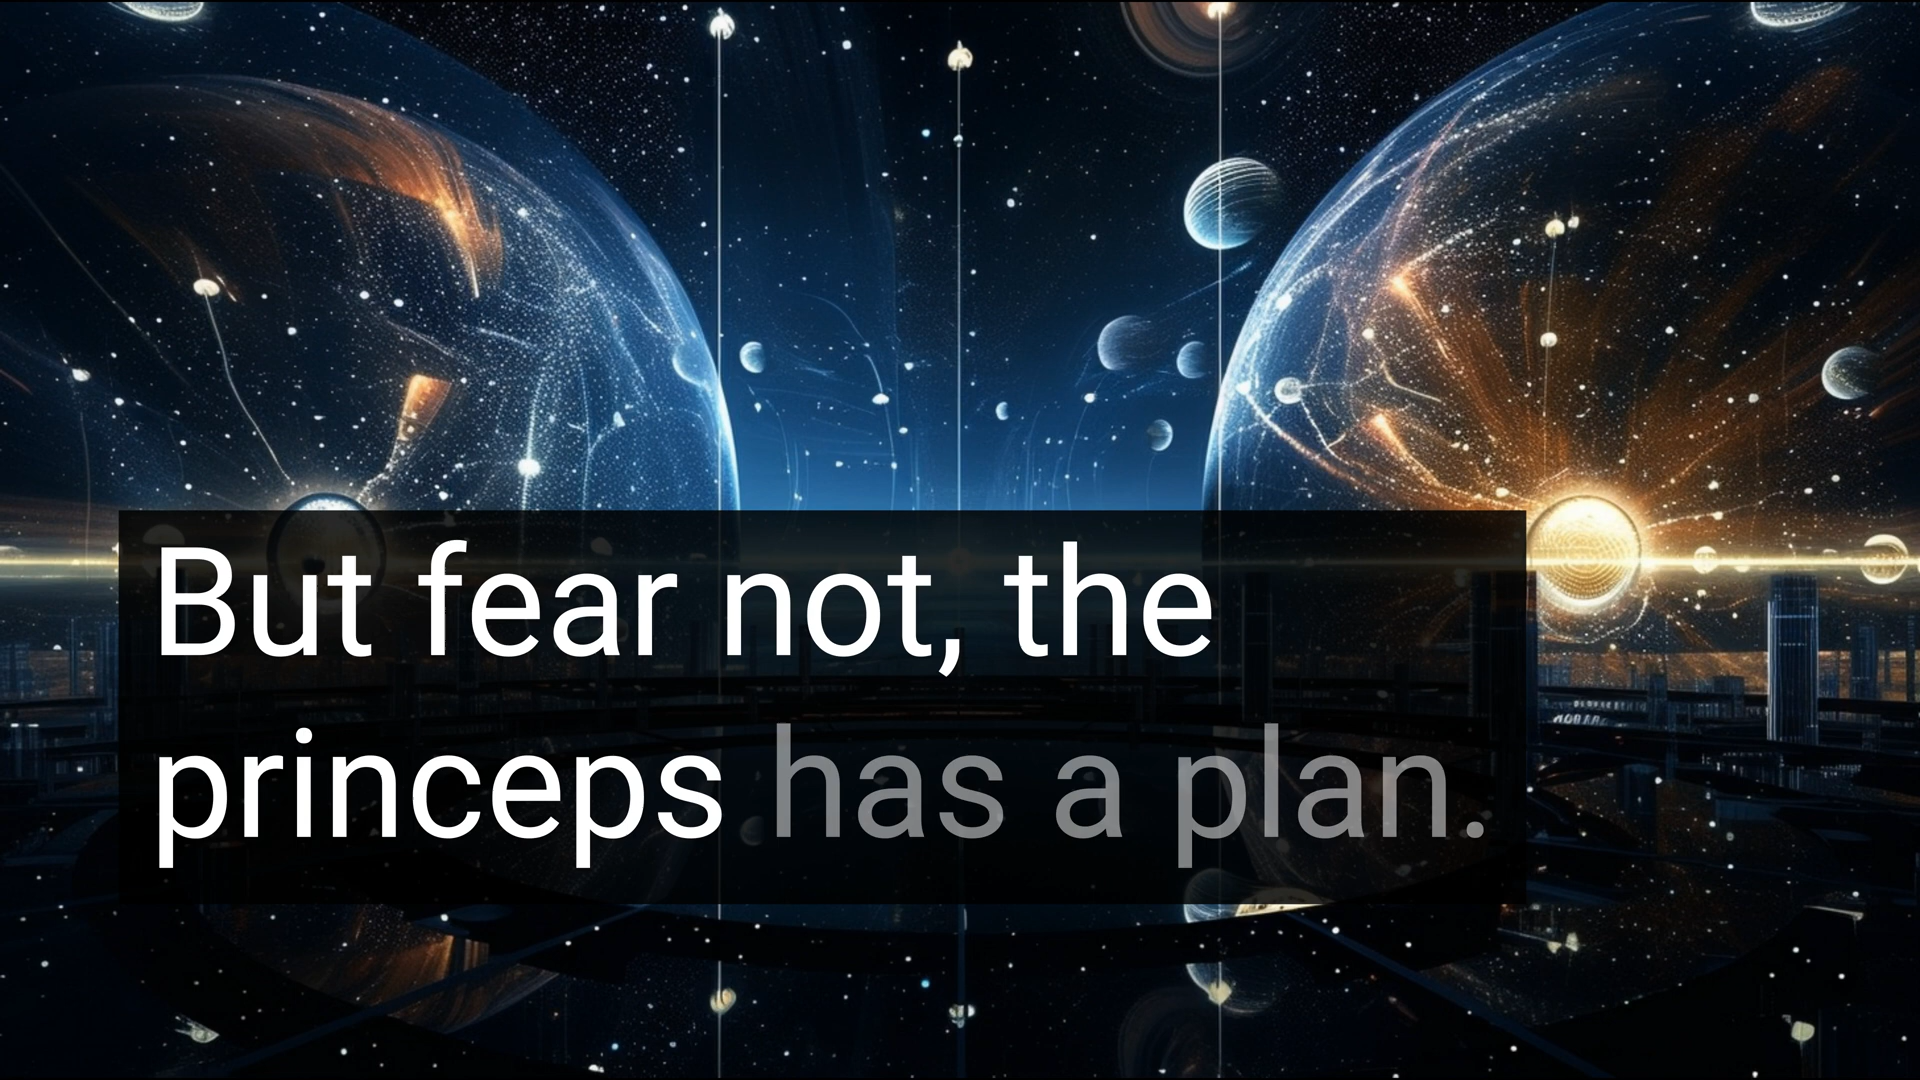 But fear not, the
princeps has a plan.